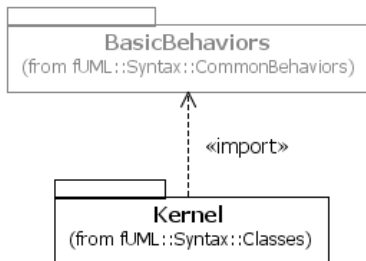 BasicBehaviors
(from fUML::Syntax::CommonBehaviors)
«import»
Kernel
(from fUML::Syntax::Classes)